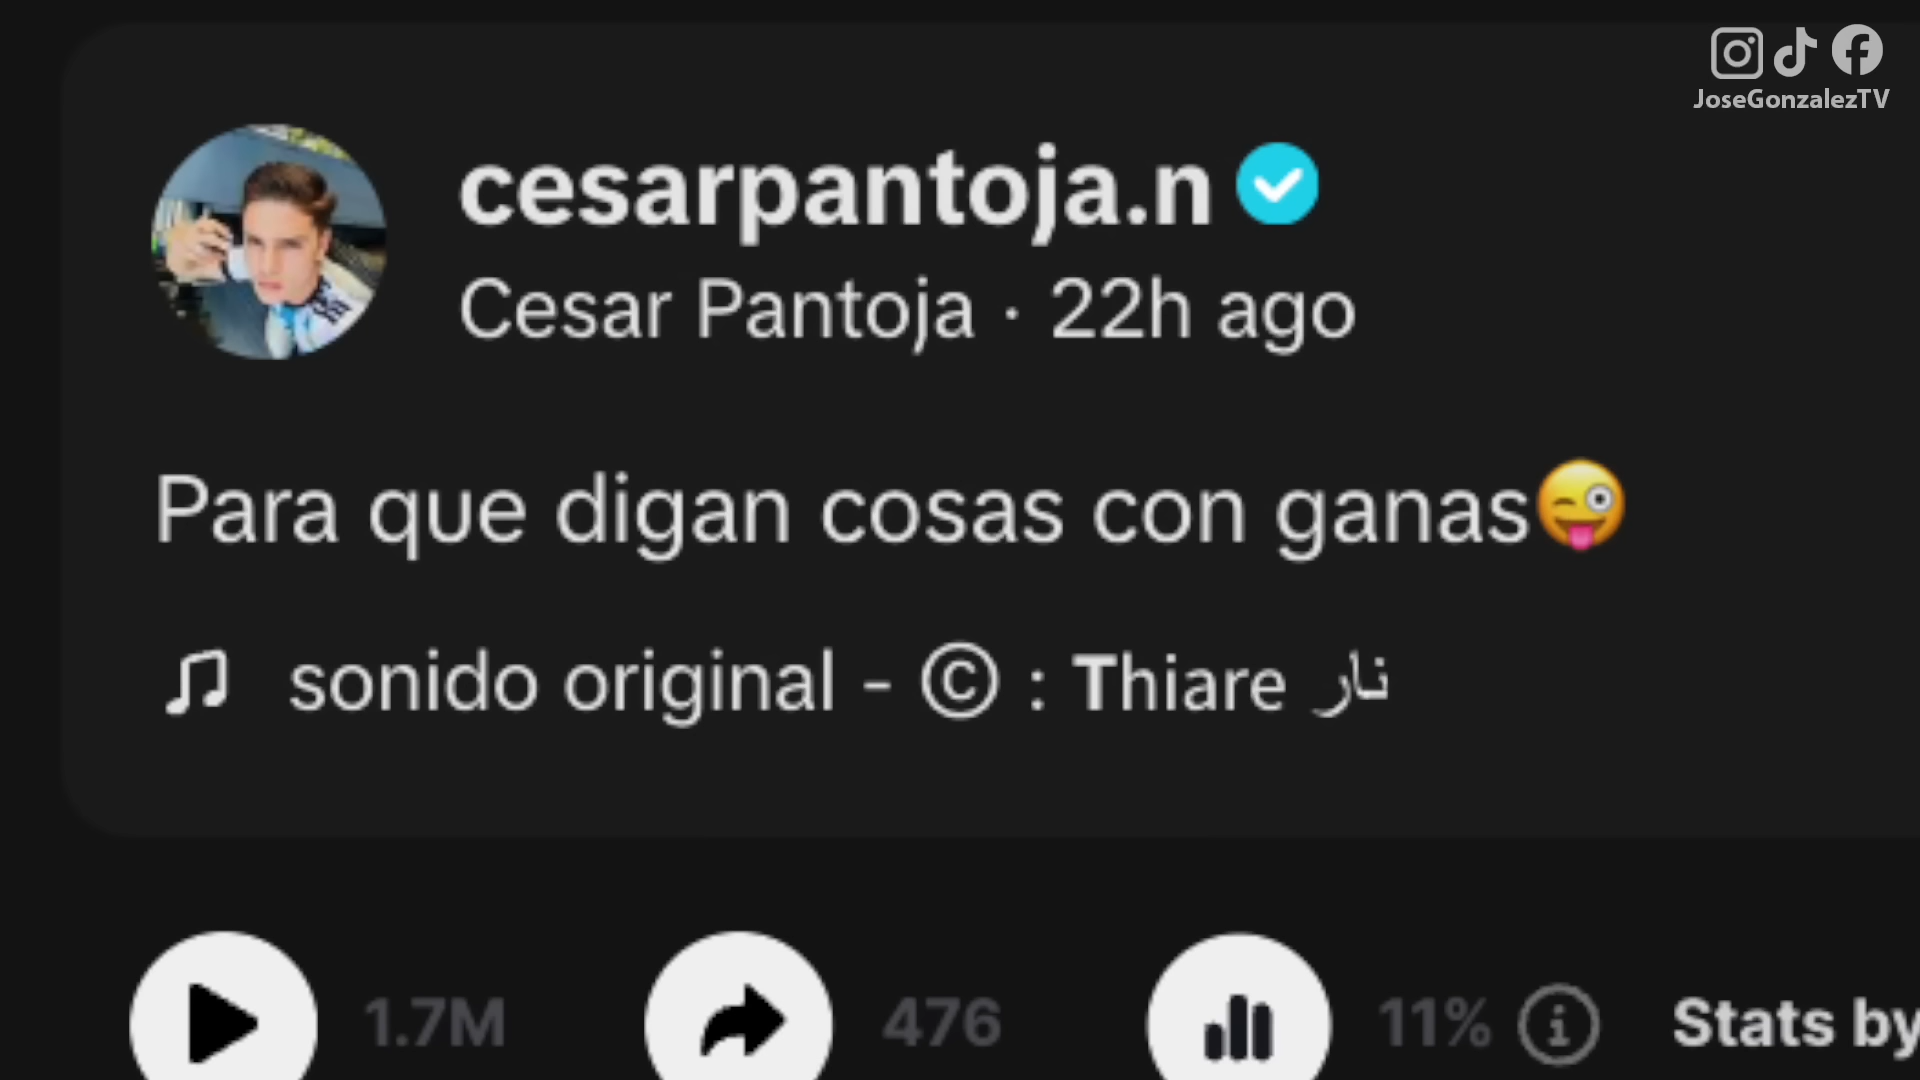 JoseGonzalezTV
cesarpantoja.n
Cesar Pantoja · 22h ago
Para que digan cosas con ganas😜
sonido original - © : Thiare نار
1.7M
476
11%
Stats by